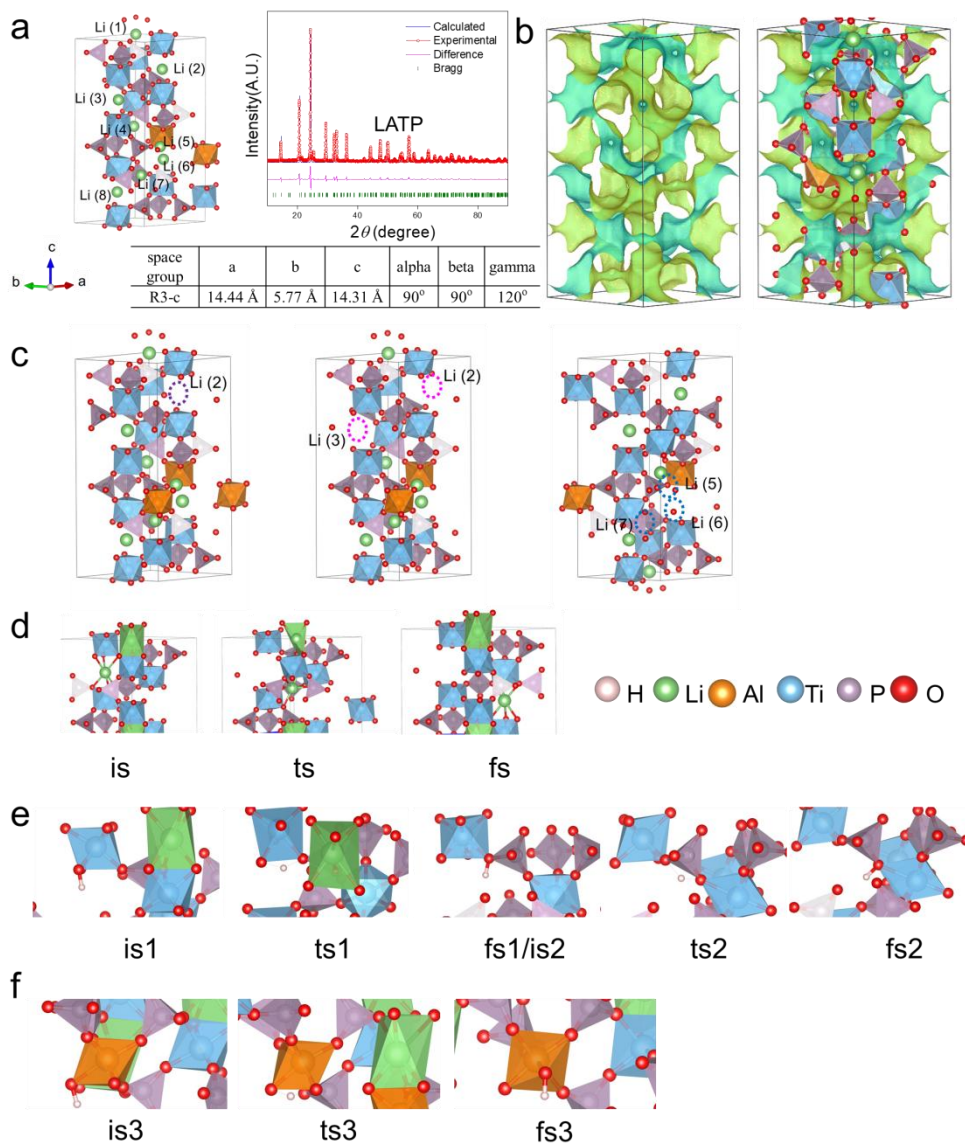 a
Li (1)
Li (2)
Li (3)
Li (4)
Li (5)
Li (6)
Li (7)
Li (8)
c
b
a
Intensity(A.U.)
Calculated
Experimental
Difference
Bragg
LATP
20 40 60 80
2θ (degree)
space group a b c alpha beta gamma
R3-c 14.44 Å 5.77 Å 14.31 Å 90° 90° 120°
b
c
Li (2)
Li (2)
Li (3)
Li (5)
Li (7)
Li (6)
d
is ts fs
H Li Al Ti P O
e
is1 ts1 fs1/is2 ts2 fs2
f
is3 ts3 fs3